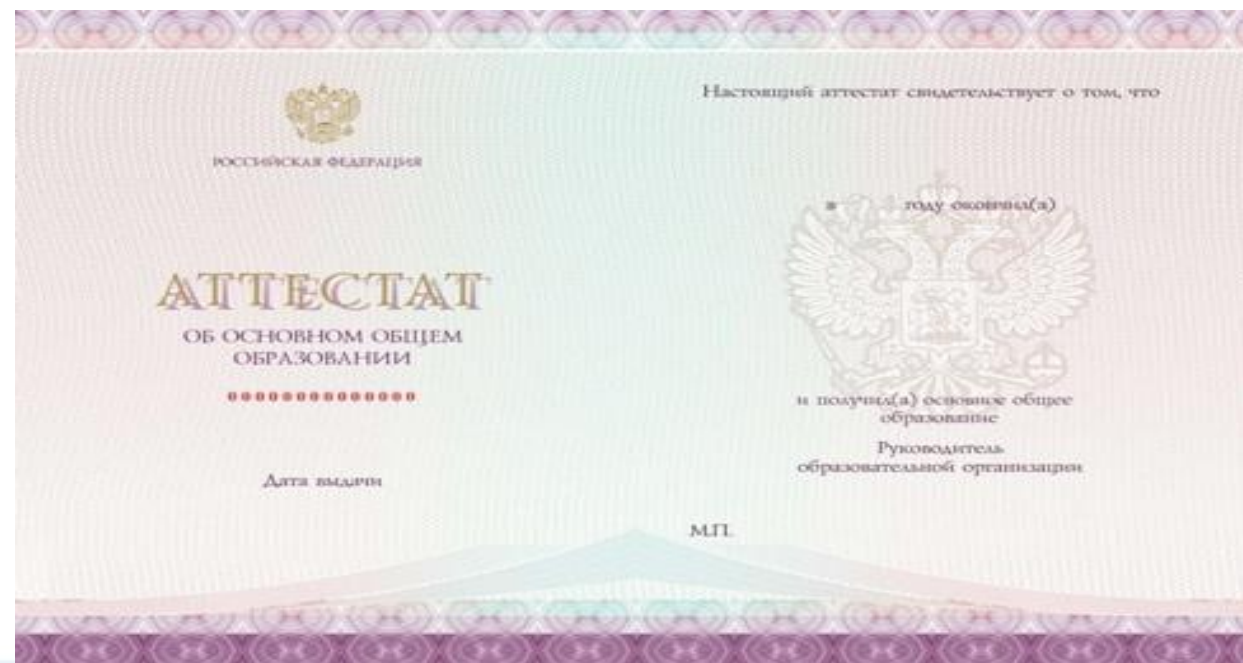 РОССИЙСКАЯ ФЕДЕРАЦИЯ
АТТЕСТАТ
ОБ ОСНОВНОМ ОБЩЕМ
ОБРАЗОВАНИИ
00000000000000
Дата выдачи
Настоящий аттестат свидетельствует о том, что
в году окончил(а)
и получил(а) основное общее
образование
Руководитель
образовательной организации
М.П.